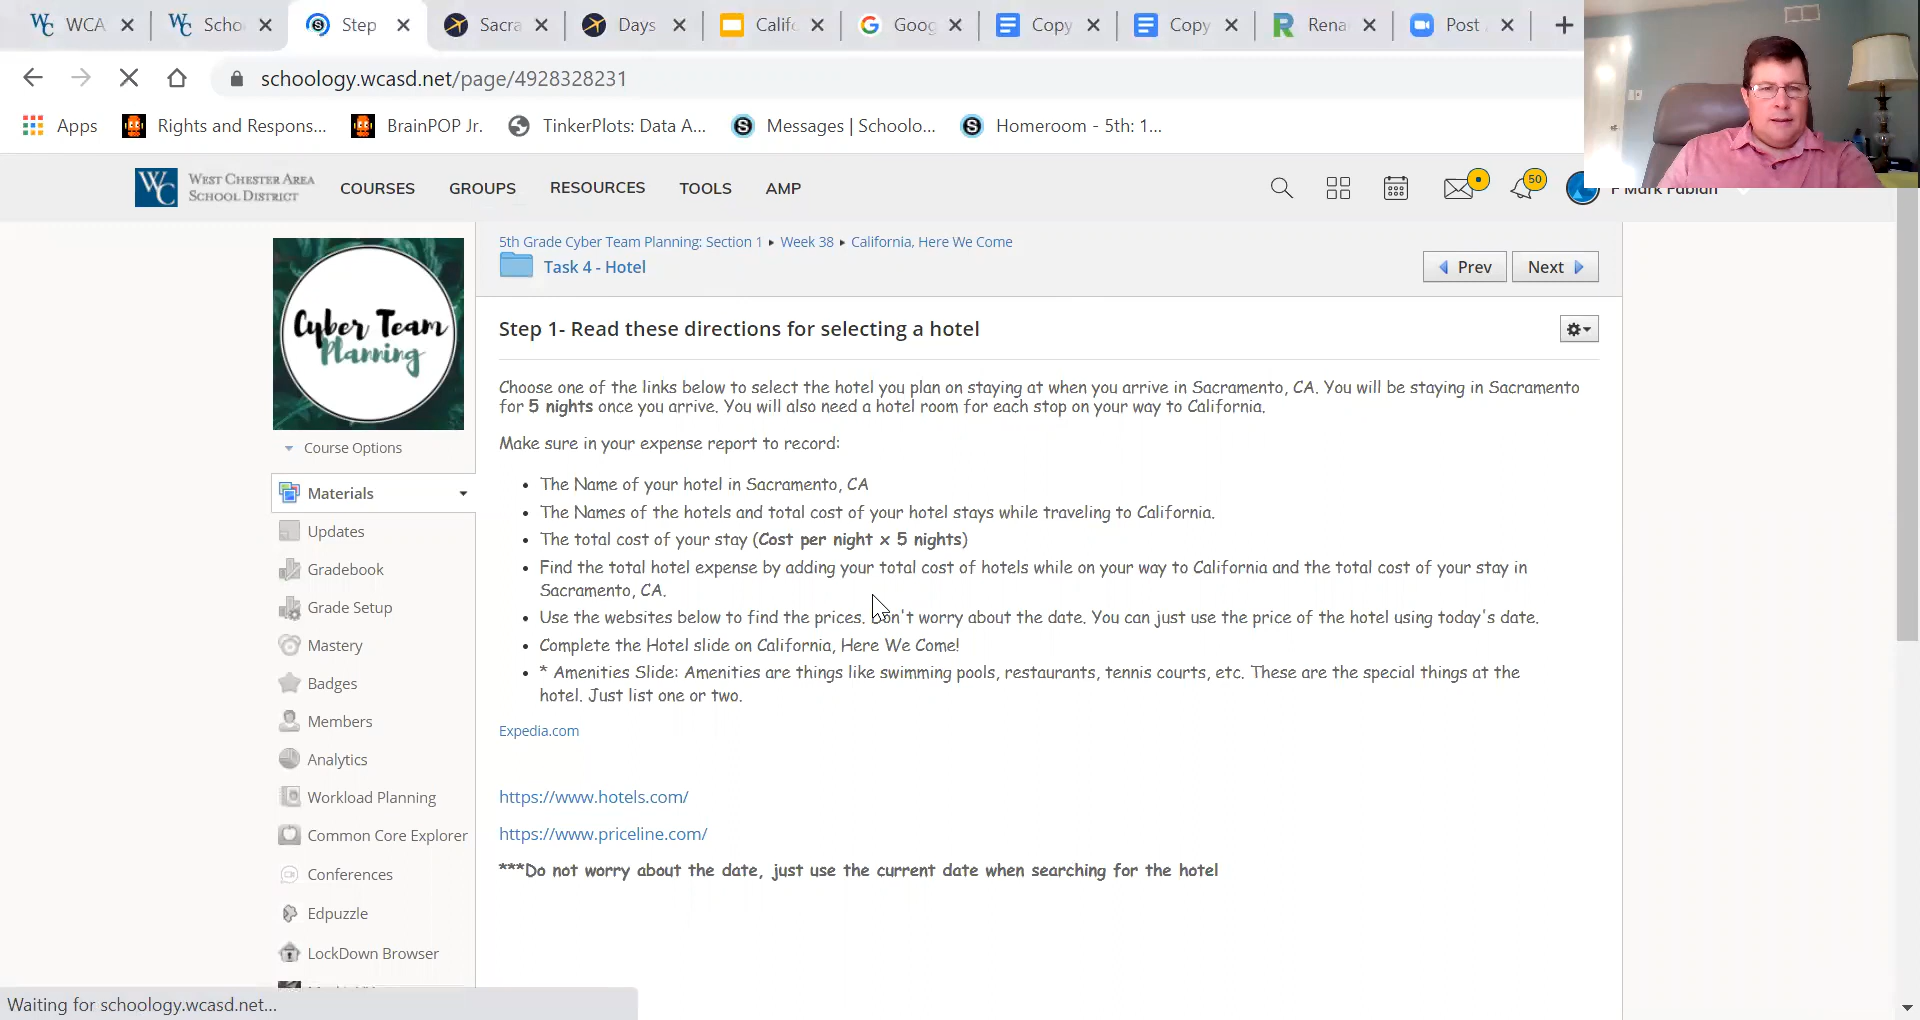 WCA
Scho
Step
Sacra
Days
Calif
Goog
Copy
Copy
Rena
Post
schoology.wcasd.net/page/4928328231
Apps
Rights and Respons...
BrainPOP Jr.
TinkerPlots: Data A...
Messages | Schoolo...
Homeroom - 5th: 1...
WC
WEST CHESTER AREA
SCHOOL DISTRICT
COURSES
GROUPS
RESOURCES
TOOLS
AMP
50
F Mark Fabian
5th Grade Cyber Team Planning: Section 1 ▸ Week 38 ▸ California, Here We Come
Task 4 - Hotel
Prev
Next
Cyber Team
Planning
Course Options
Materials
Updates
Gradebook
Grade Setup
Mastery
Badges
Members
Analytics
Workload Planning
Common Core Explorer
Conferences
Edpuzzle
LockDown Browser
Step 1- Read these directions for selecting a hotel
Choose one of the links below to select the hotel you plan on staying at when you arrive in Sacramento, CA. You will be staying in Sacramento
for 5 nights once you arrive. You will also need a hotel room for each stop on your way to California.
Make sure in your expense report to record:
• The Name of your hotel in Sacramento, CA
• The Names of the hotels and total cost of your hotel stays while traveling to California.
• The total cost of your stay (Cost per night x 5 nights)
• Find the total hotel expense by adding your total cost of hotels while on your way to California and the total cost of your stay in
Sacramento, CA.
• Use the websites below to find the prices. Don't worry about the date. You can just use the price of the hotel using today's date.
• Complete the Hotel slide on California, Here We Come!
• * Amenities Slide: Amenities are things like swimming pools, restaurants, tennis courts, etc. These are the special things at the
hotel. Just list one or two.
Expedia.com
https://www.hotels.com/
https://www.priceline.com/
***Do not worry about the date, just use the current date when searching for the hotel
Waiting for schoology.wcasd.net...